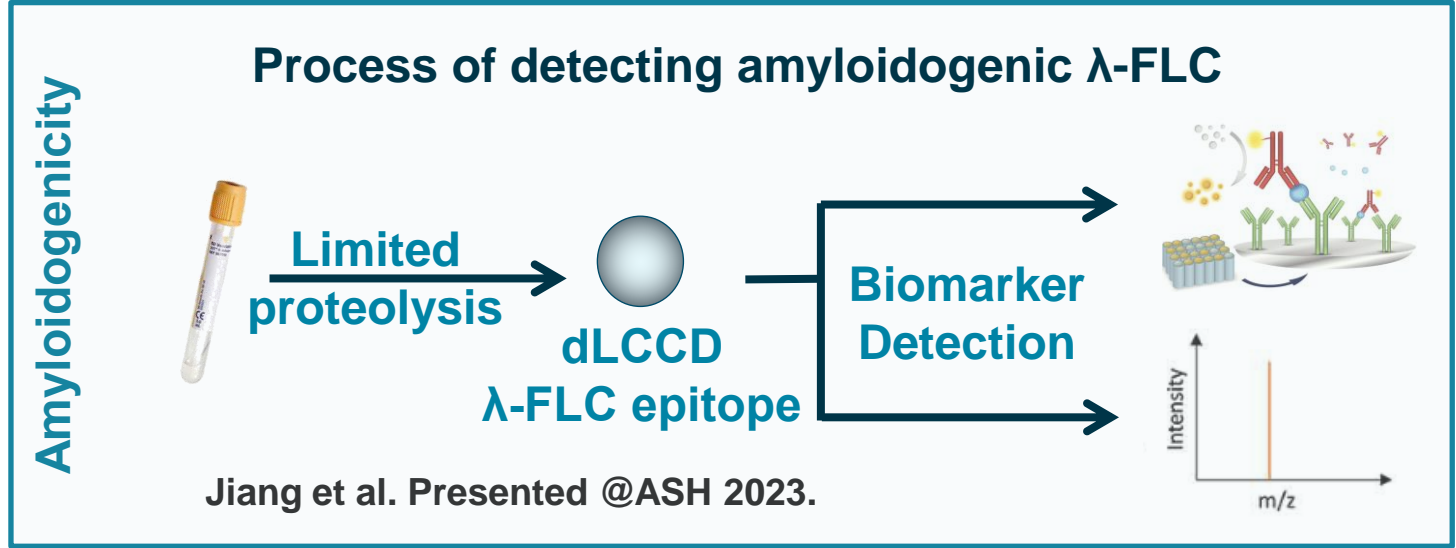 Process of detecting amyloidogenic λ-FLC
Amyloidogenicity
Limited
proteolysis
dLCCD
λ-FLC epitope
Biomarker
Detection
Intensity
m/z
Jiang et al. Presented @ASH 2023.